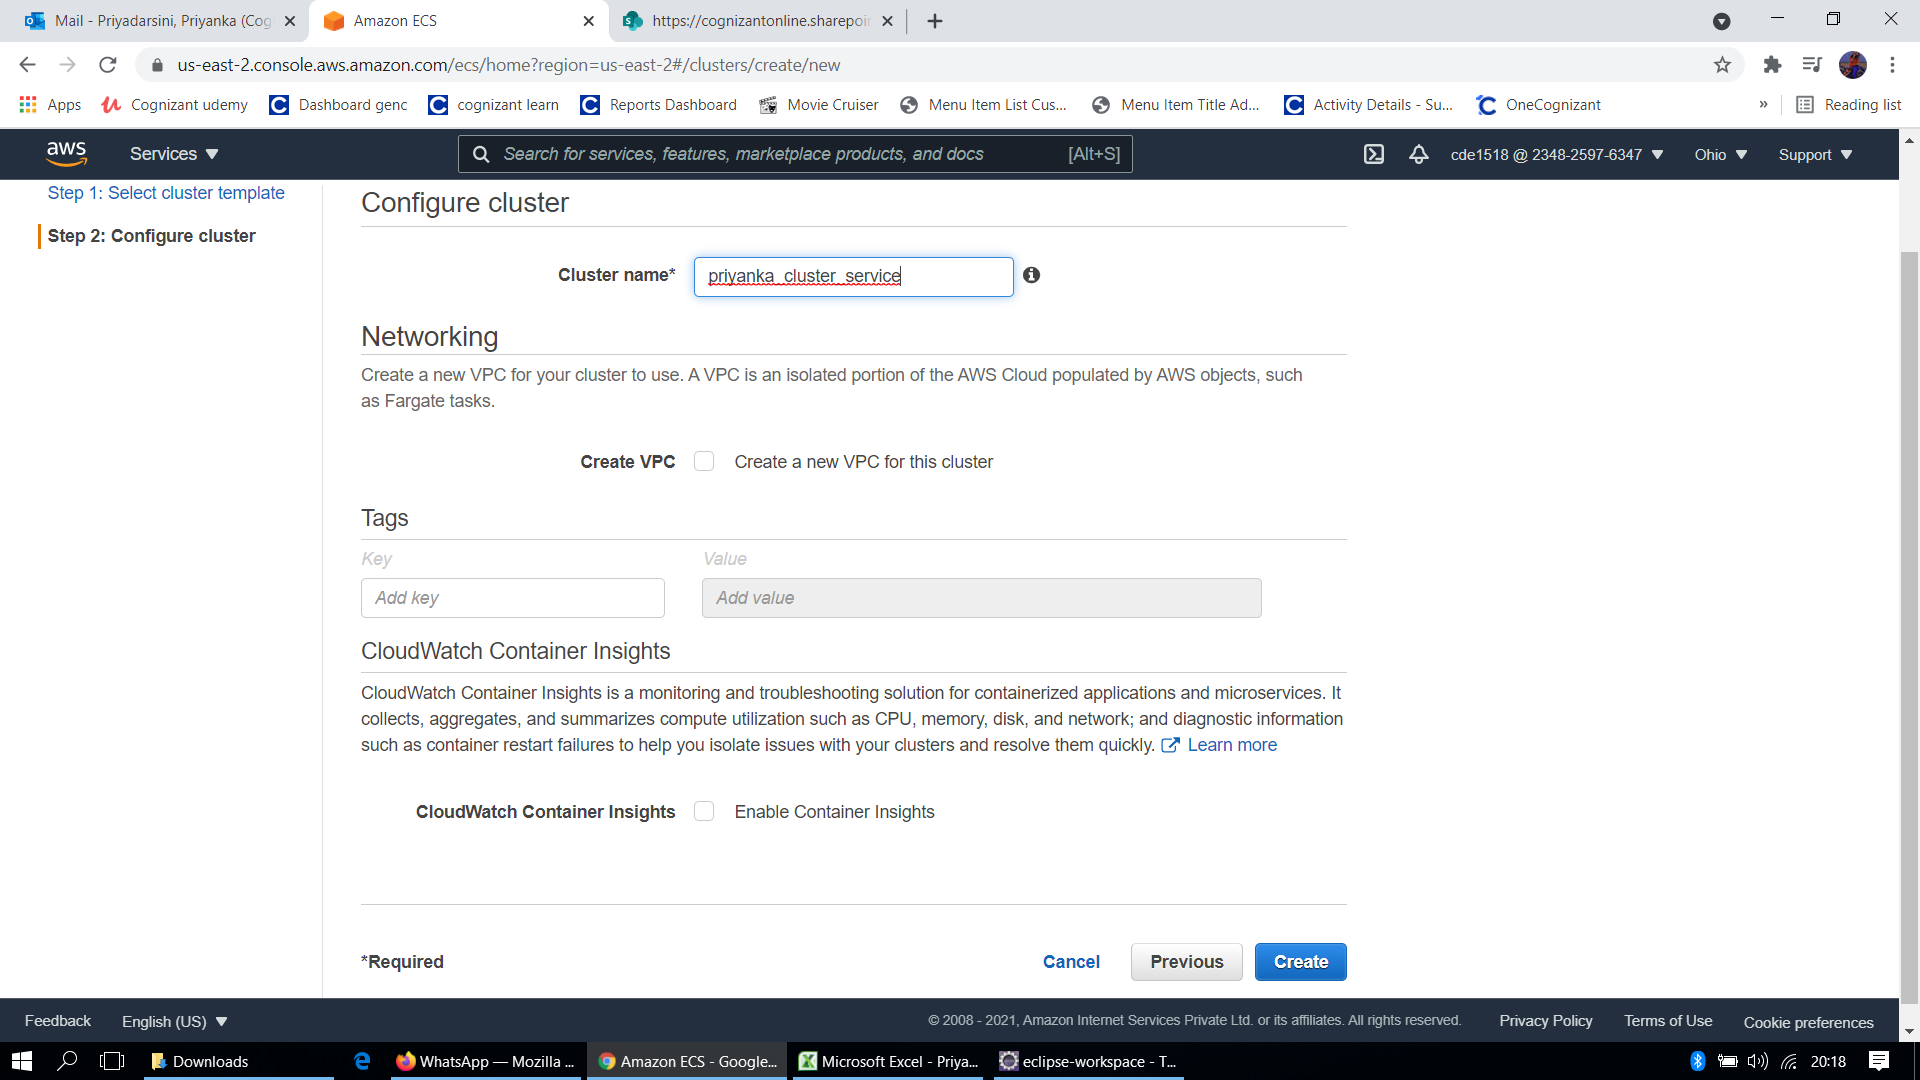 Mail - Priyadarsini, Priyanka (Cog
Amazon ECS
https://cognizantonline.sharepoi
us-east-2.console.aws.amazon.com/ecs/home?region=us-east-2#/clusters/create/new
Apps
Cognizant udemy
Dashboard genc
cognizant learn
Reports Dashboard
Movie Cruiser
Menu Item List Cus...
Menu Item Title Ad...
Activity Details - Su...
OneCognizant
»
Reading list
aws
Services
Search for services, features, marketplace products, and docs
[Alt+S]
cde1518 @ 2348-2597-6347
Ohio
Support
Step 1: Select cluster template
Step 2: Configure cluster
Configure cluster
Cluster name*
priyanka_cluster_service
Networking
Create a new VPC for your cluster to use. A VPC is an isolated portion of the AWS Cloud populated by AWS objects, such
as Fargate tasks.
Create VPC
Create a new VPC for this cluster
Tags
Key
Value
Add key
Add value
CloudWatch Container Insights
CloudWatch Container Insights is a monitoring and troubleshooting solution for containerized applications and microservices. It
collects, aggregates, and summarizes compute utilization such as CPU, memory, disk, and network; and diagnostic information
such as container restart failures to help you isolate issues with your clusters and resolve them quickly. Learn more
CloudWatch Container Insights
Enable Container Insights
*Required
Cancel
Previous
Create
Feedback
English (US)
© 2008 - 2021, Amazon Internet Services Private Ltd. or its affiliates. All rights reserved.
Privacy Policy
Terms of Use
Cookie preferences
Downloads
WhatsApp — Mozilla ...
Amazon ECS - Google...
Microsoft Excel - Priya...
eclipse-workspace - T...
20:18